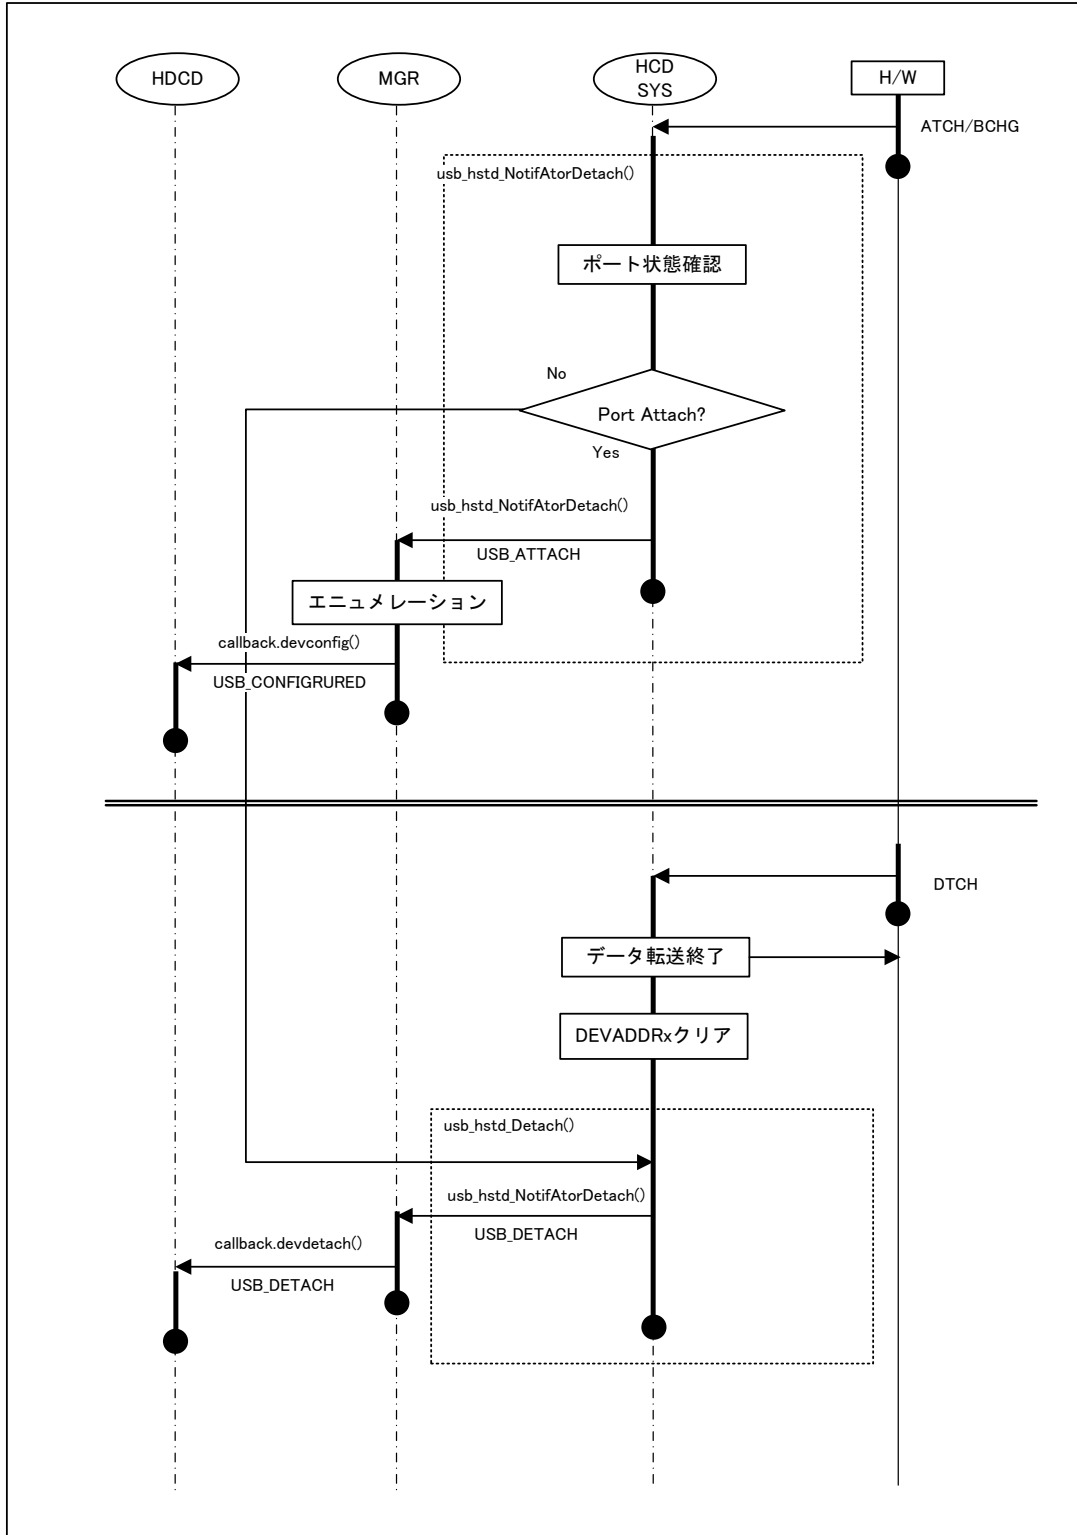 HDCD
MGR
HCD
SYS
H/W
ATCH/BCHG
usb_hstd_NotifAtorDetach()
ポート状態確認
No
Port Attach?
Yes
usb_hstd_NotifAtorDetach()
USB_ATTACH
エニュメレーション
callback.devconfig()
USB_CONFIGRURED
DTCH
データ転送終了
DEVADDRxクリア
usb_hstd_Detach()
usb_hstd_NotifAtorDetach()
USB_DETACH
callback.devdetach()
USB_DETACH